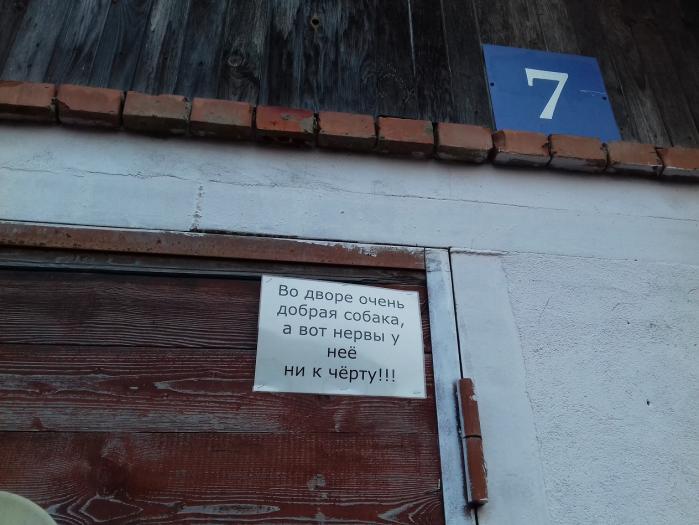 7
Во дворе очень
добрая собака,
а вот нервы у
неё
ни к чёрту!!!